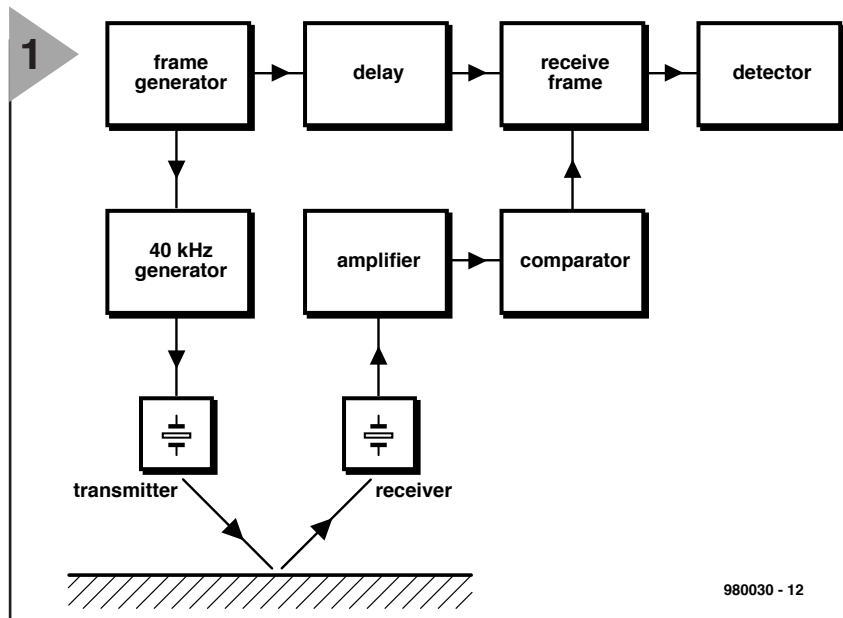 1
frame
generator
delay
receive
frame
detector
40 kHz
generator
amplifier
comparator
transmitter
receiver
980030 - 12